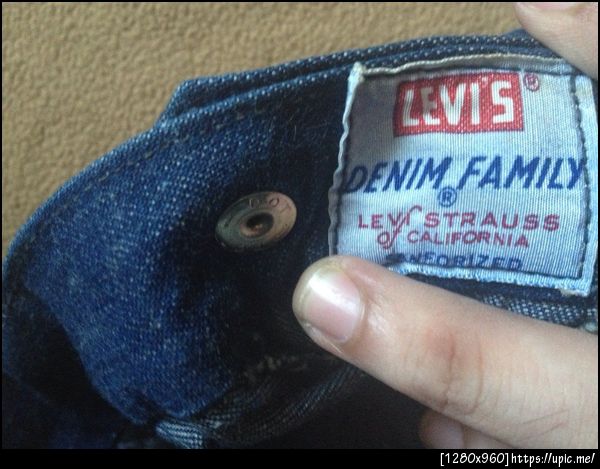 LEVI'S®
DENIM FAMILY
®
LEVI STRAUSS
of CALIFORNIA
SANFORIZED
[1280x960]https://upic.me/